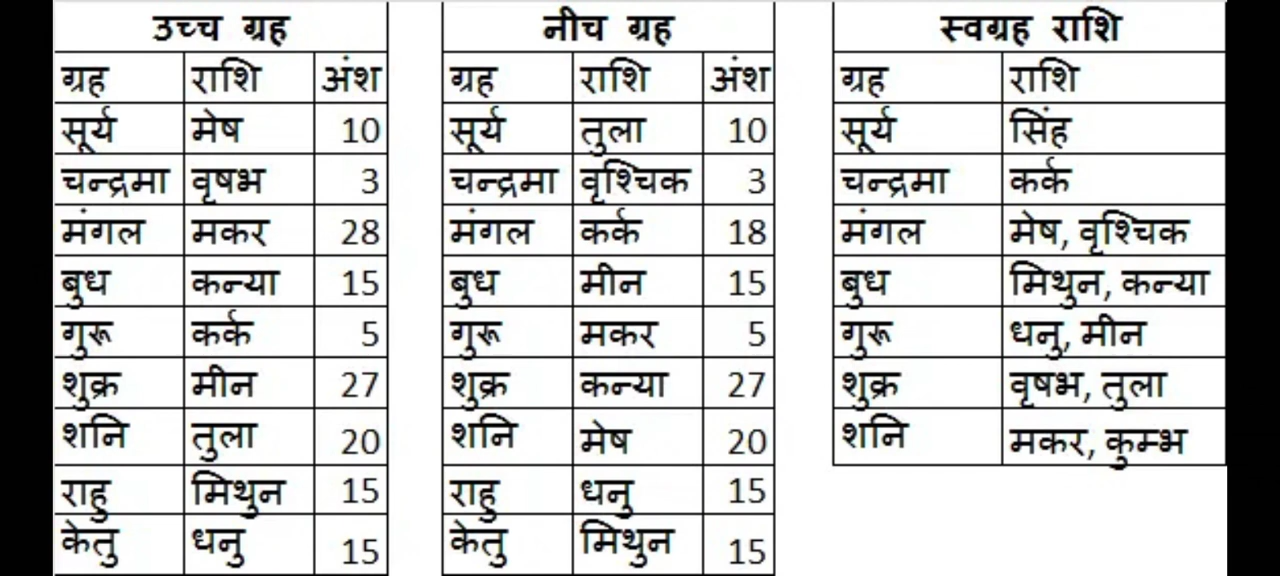 उच्च ग्रह नीच ग्रह स्वग्रह राशि
ग्रह राशि अंश ग्रह राशि अंश ग्रह राशि
सूर्य मेष 10 सूर्य तुला 10 सूर्य सिंह
चन्द्रमा वृषभ 3 चन्द्रमा वृश्चिक 3 चन्द्रमा कर्क
मंगल मकर 28 मंगल कर्क 18 मंगल मेष, वृश्चिक
बुध कन्या 15 बुध मीन 15 बुध मिथुन, कन्या
गुरू कर्क 5 गुरू मकर 5 गुरू धनु, मीन
शुक्र मीन 27 शुक्र कन्या 27 शुक्र वृषभ, तुला
शनि तुला 20 शनि मेष 20 शनि मकर, कुम्भ
राहु मिथुन 15 राहु धनु 15
केतु धनु 15 केतु मिथुन 15